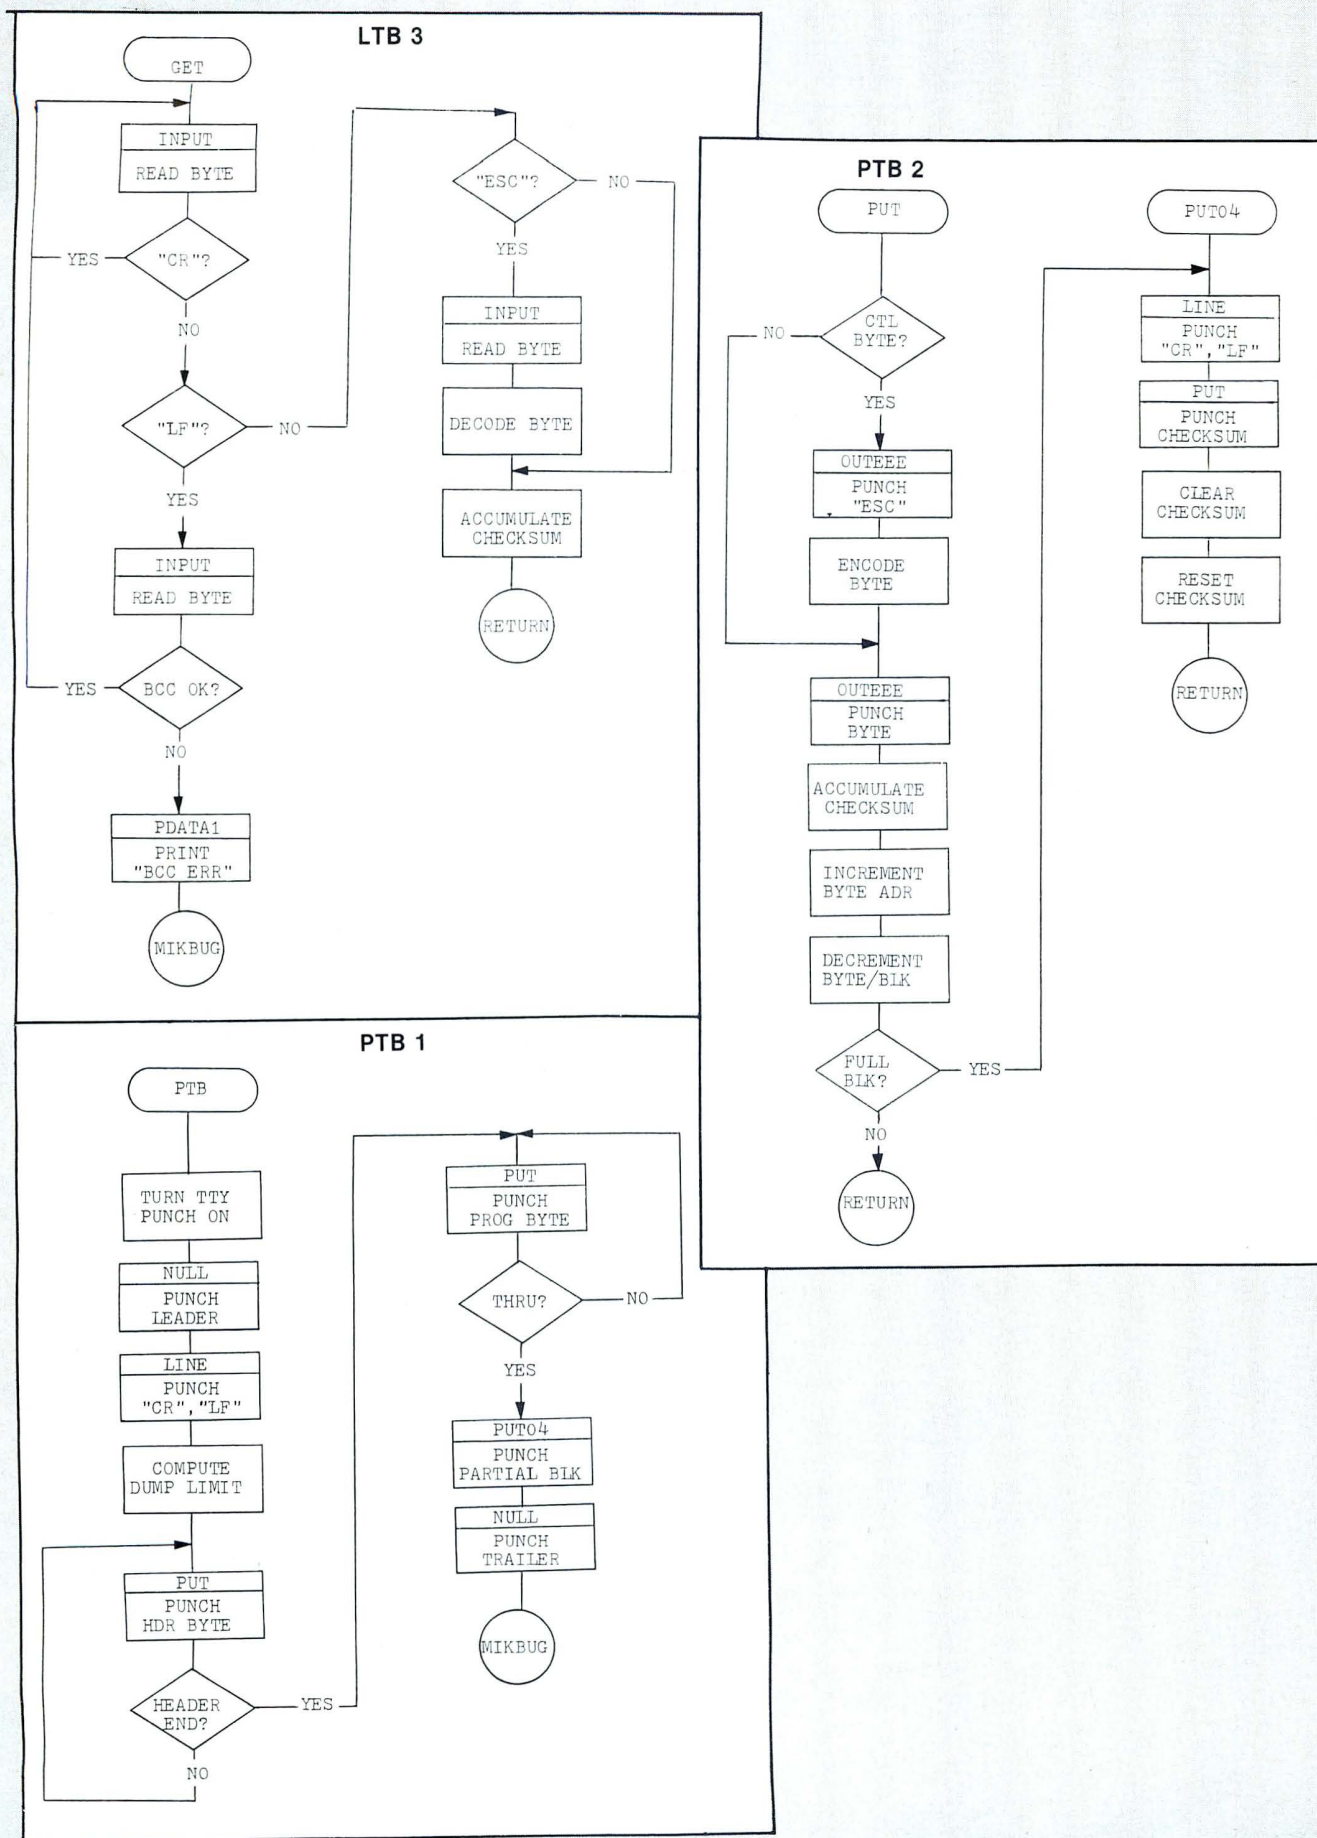 LTB 3
GET
INPUT
READ BYTE
"CR"?
YES
NO
"LF"?
NO
YES
INPUT
READ BYTE
BCC OK?
YES
NO
PDATA1
PRINT
"BCC ERR"
MIKBUG
"ESC"?
NO
YES
INPUT
READ BYTE
DECODE BYTE
ACCUMULATE
CHECKSUM
RETURN
PTB 2
PUT
CTL
BYTE?
NO
YES
OUTEEE
PUNCH
"ESC"
ENCODE
BYTE
OUTEEE
PUNCH
BYTE
ACCUMULATE
CHECKSUM
INCREMENT
BYTE ADR
DECREMENT
BYTE/BLK
FULL
BLK?
YES
NO
RETURN
PUT04
LINE
PUNCH
"CR","LF"
PUT
PUNCH
CHECKSUM
CLEAR
CHECKSUM
RESET
CHECKSUM
RETURN
PTB 1
PTB
TURN TTY
PUNCH ON
NULL
PUNCH
LEADER
LINE
PUNCH
"CR","LF"
COMPUTE
DUMP LIMIT
PUT
PUNCH
HDR BYTE
HEADER
END?
YES
NO
PUT
PUNCH
PROG BYTE
THRU?
NO
YES
PUT04
PUNCH
PARTIAL BLK
NULL
PUNCH
TRAILER
MIKBUG